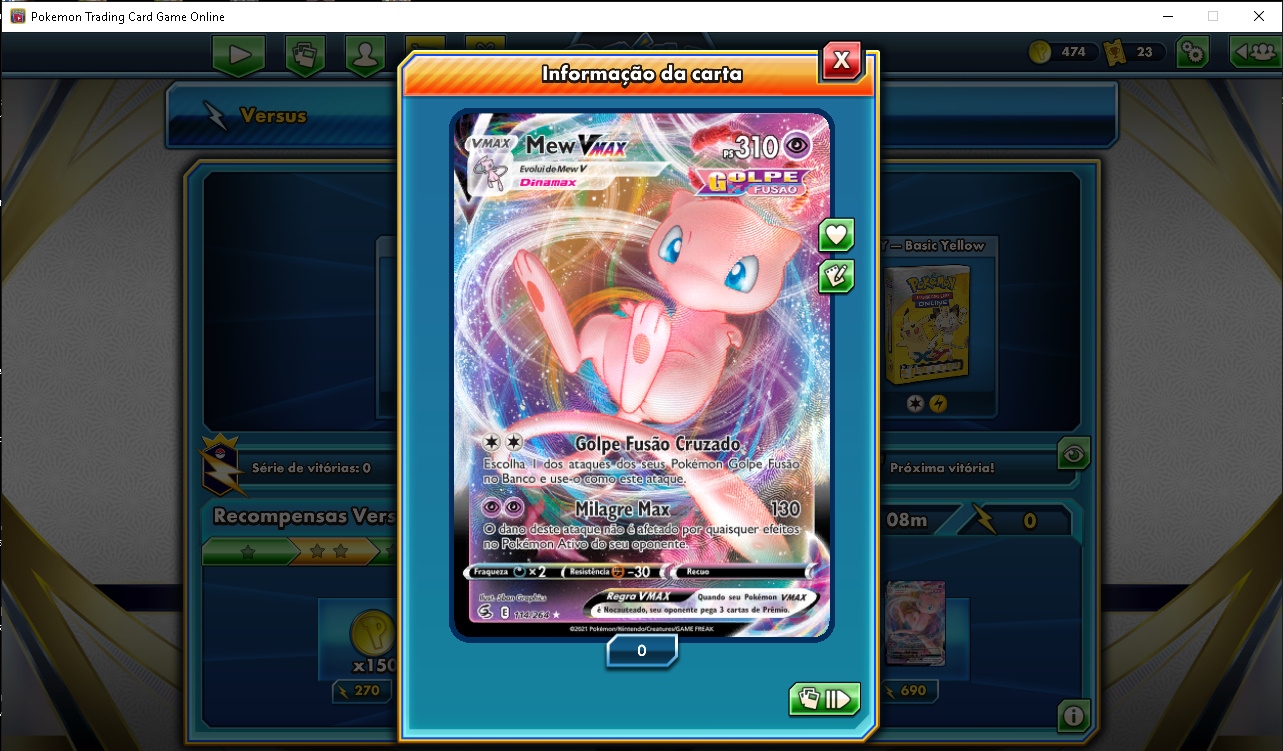 Pokemon Trading Card Game Online
474
23
Informação da carta
X
Versus
VMAX
Mew VMAX
PS 310
Evolui de Mew V
Dinamax
GOLPE
FUSÃO
Y — Basic Yellow
POKÉMON
ONLINE
Golpe Fusão Cruzado
Escolha 1 dos ataques dos seus Pokémon Golpe Fusão
no Banco e use-o como este ataque.
Série de vitórias: 0
Próxima vitória!
Milagre Max 130
O dano deste ataque não é afetado por quaisquer efeitos
no Pokémon Ativo do seu oponente.
Recompensas Vers
08m
0
Fraqueza ×2 Resistência -30 Recuo
Illust. 5ban Graphics
E 114/264
Regra VMAX Quando seu Pokémon VMAX
é Nocauteado, seu oponente pega 3 cartas de Prêmio.
©2021 Pokémon/Nintendo/Creatures/GAME FREAK
0
x150
270
690